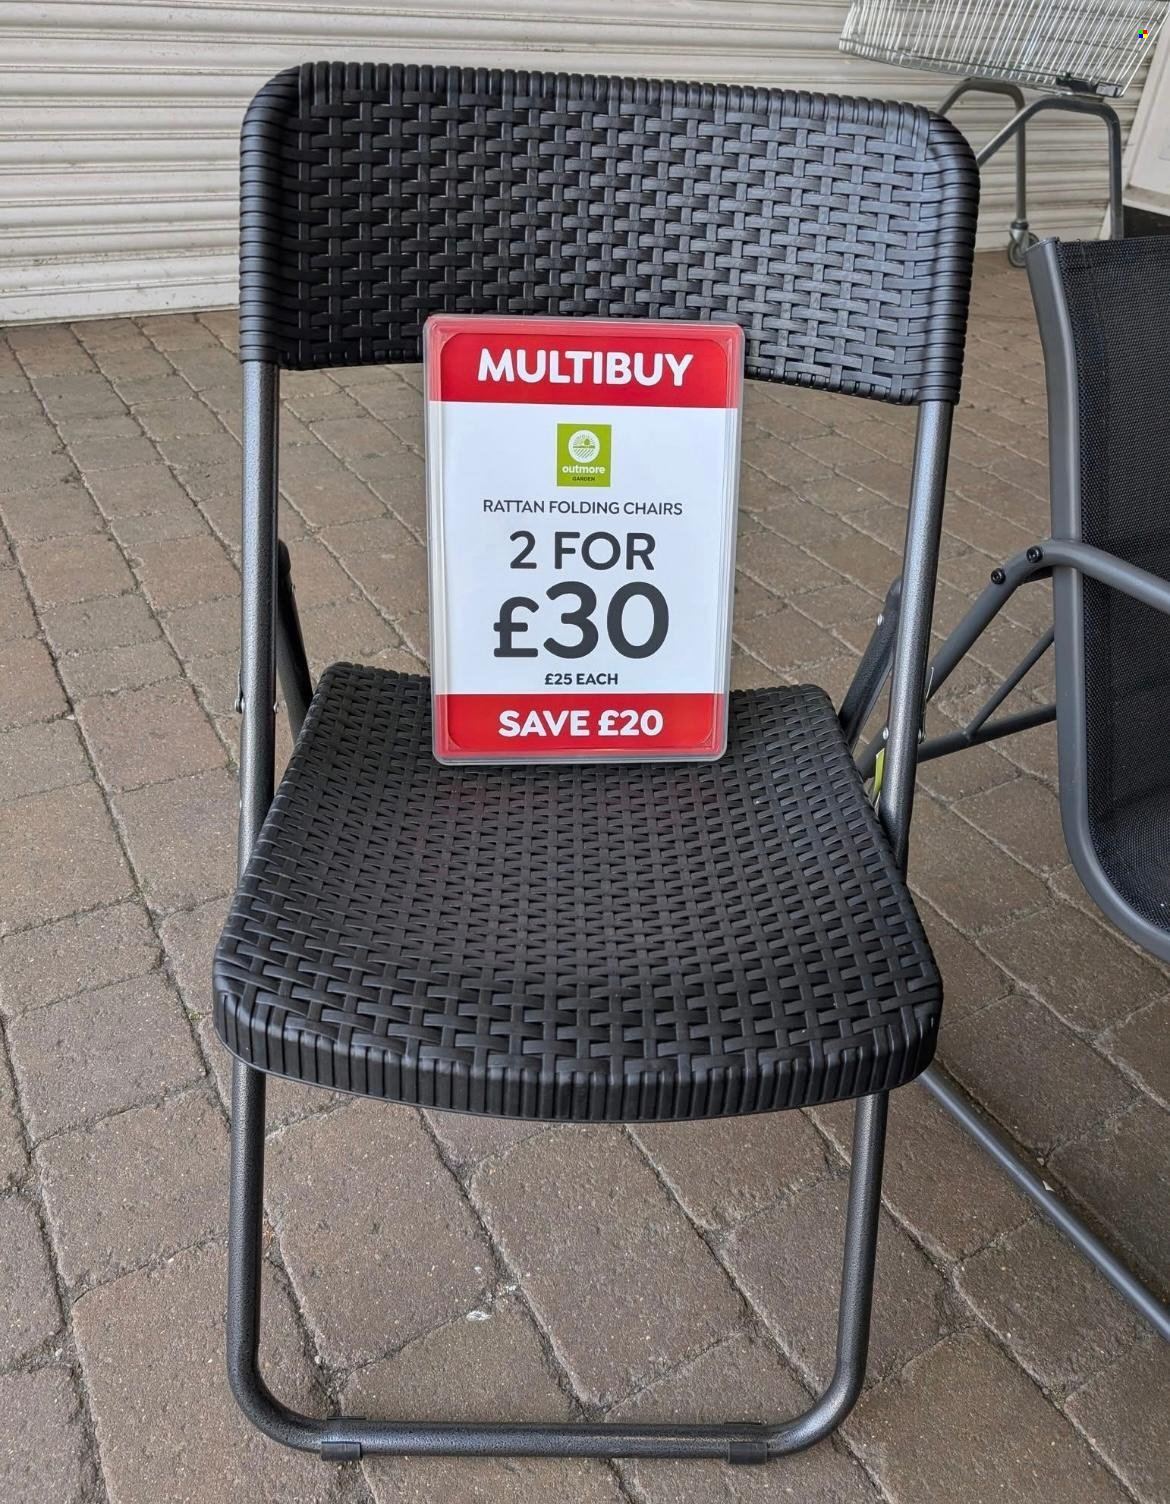 MULTIBUY
outmore
GARDEN
RATTAN FOLDING CHAIRS
2 FOR
£30
£25 EACH
SAVE £20